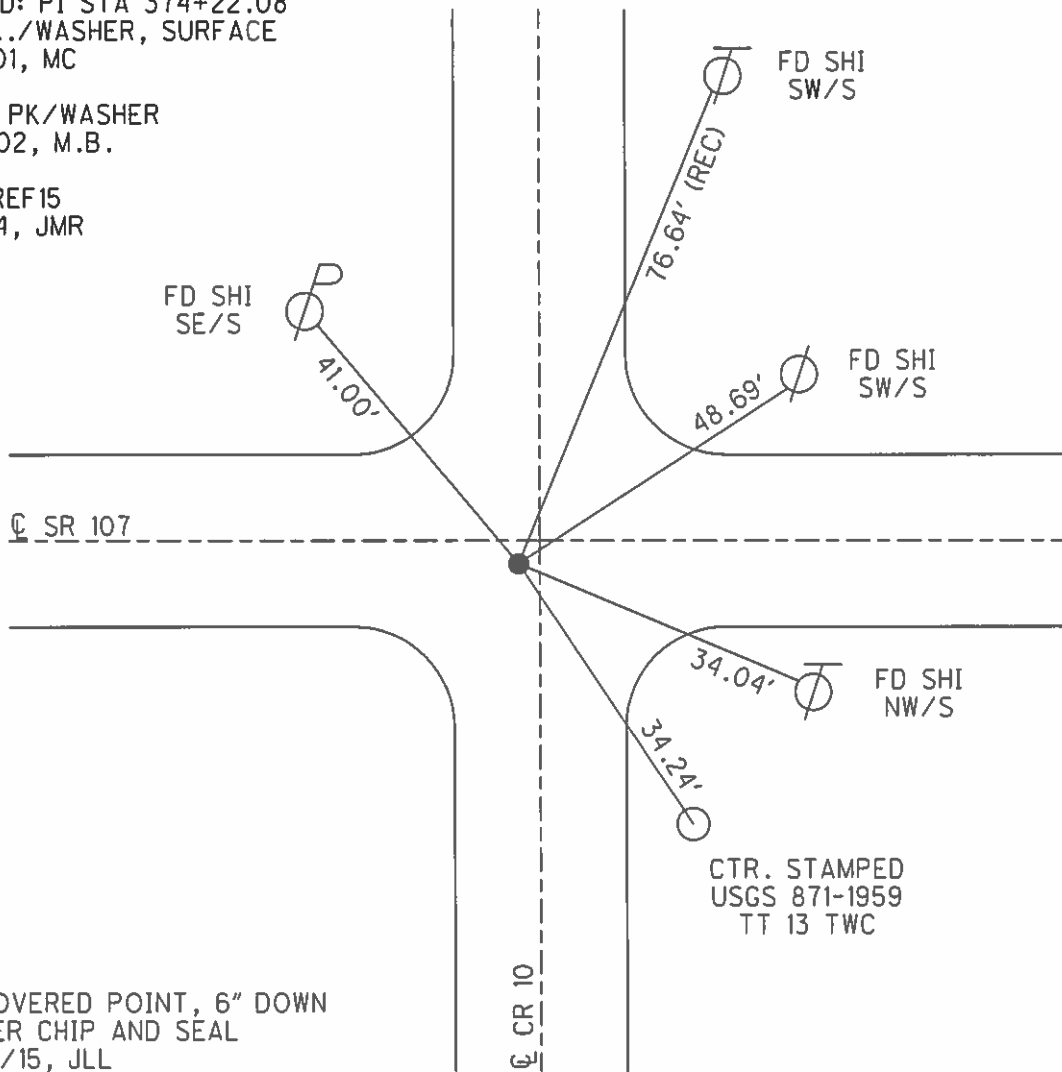 D: PI STA 374+22.08
./WASHER, SURFACE
01, MC
PK/WASHER
02, M.B.
REF15
4, JMR
FD SHI
SW/S
76.64' (REC)
FD SHI
SE/S
41.00'
FD SHI
SW/S
48.69'
℄ SR 107
34.04'
FD SHI
NW/S
34.24'
CTR. STAMPED
USGS 871-1959
TT 13 TWC
℄ CR 10
OVERED POINT, 6" DOWN
ER CHIP AND SEAL
/15, JLL